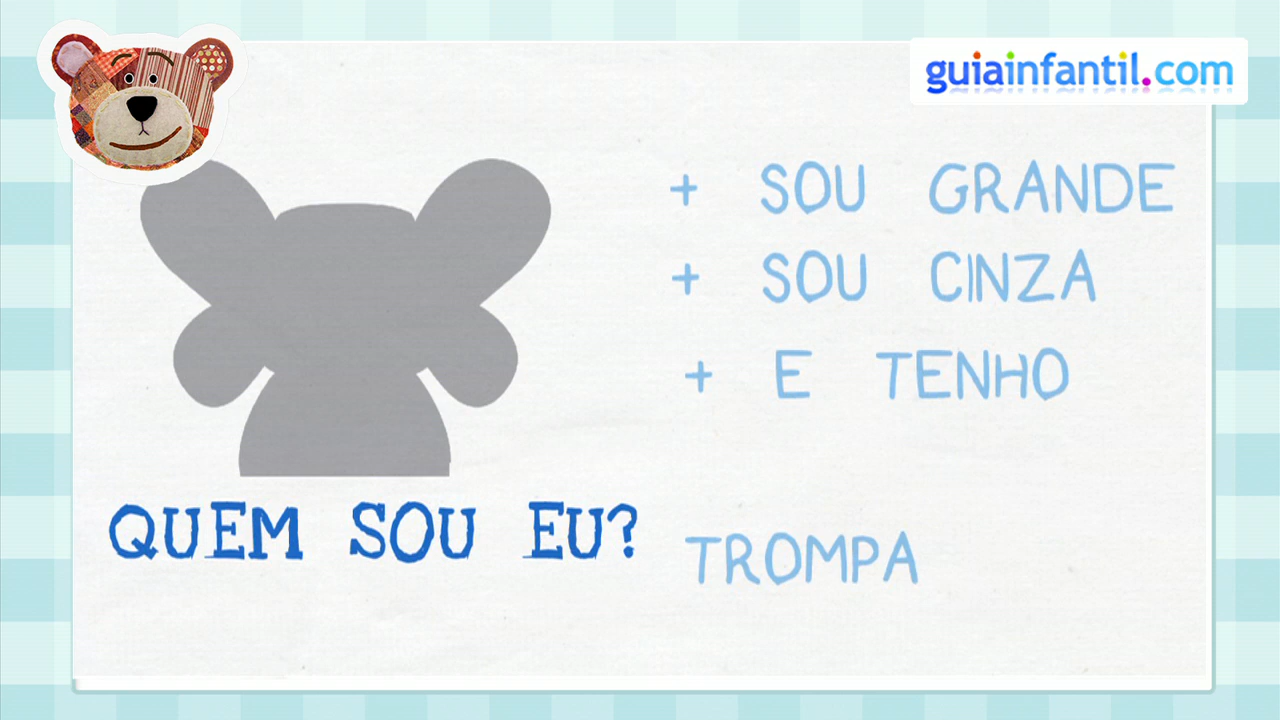 guiainfantil.com
+ SOU GRANDE
+ SOU CINZA
+ E TENHO
TROMPA
QUEM SOU EU?